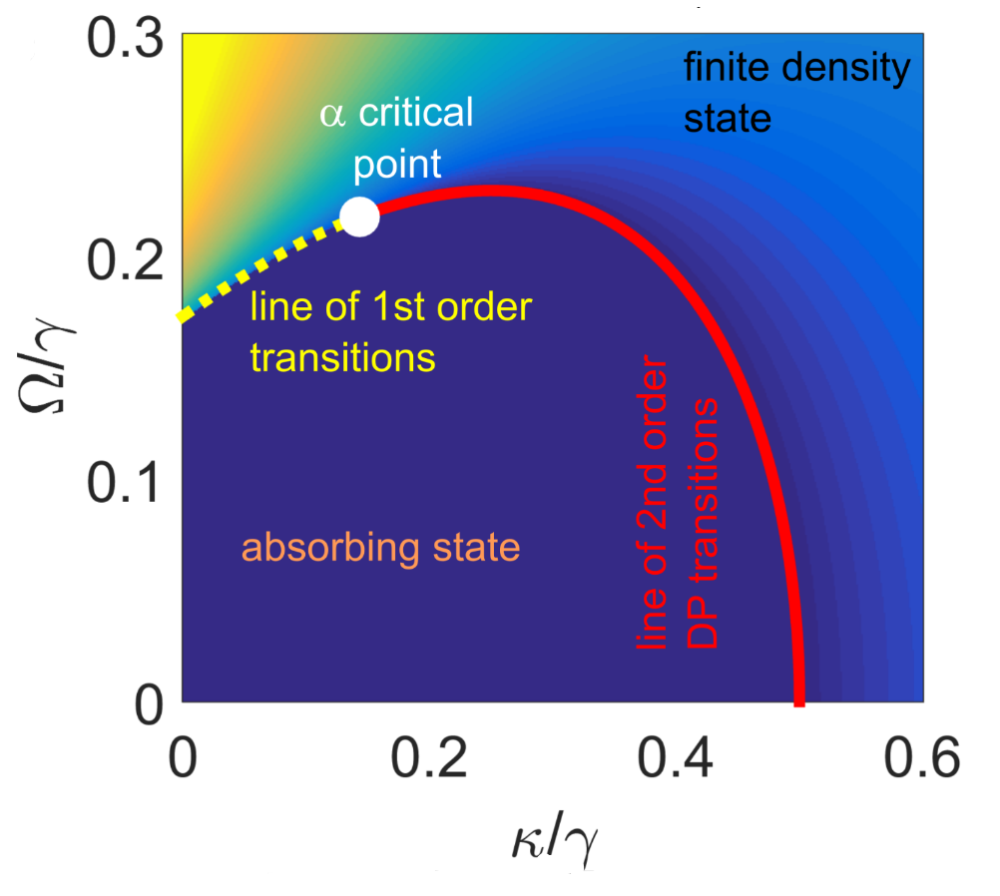 0.3
finite density
state
α critical
point
0.2
line of 1st order
transitions
Ω/γ
line of 2nd order
DP transitions
0.1
absorbing state
0
0
0.2
0.4
0.6
κ/γ